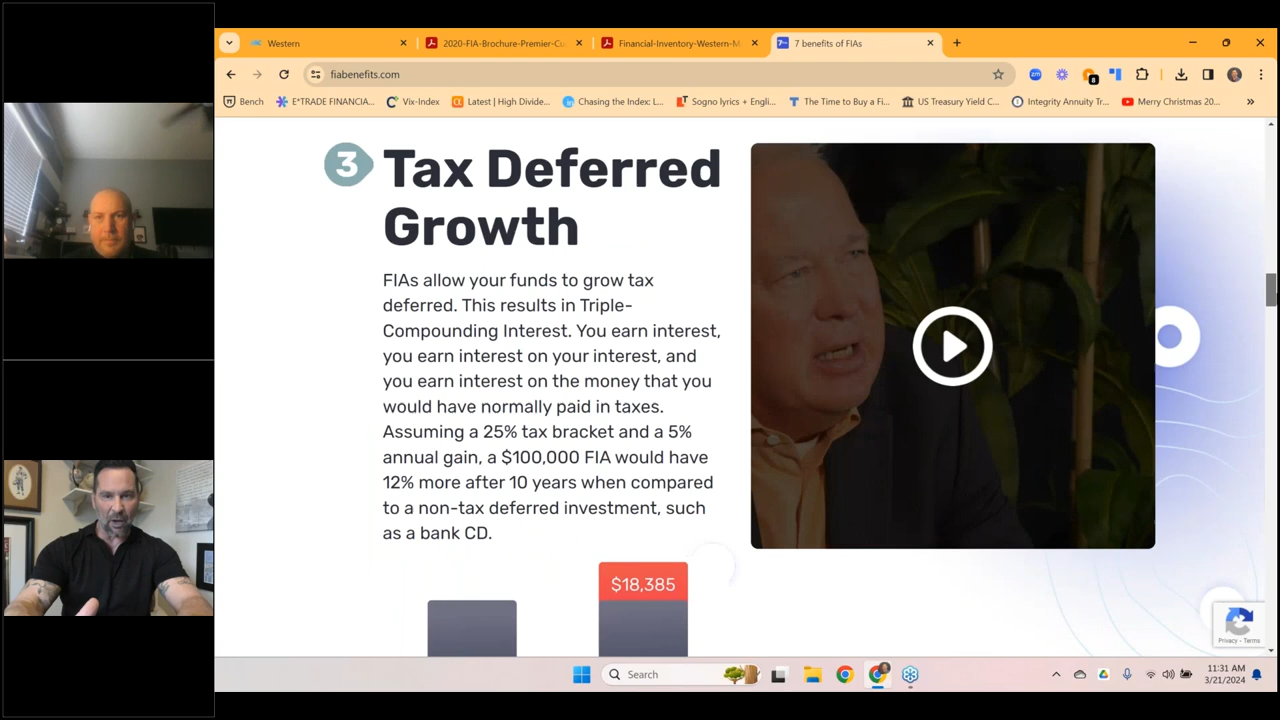 Western
2020-FIA-Brochure-Premier-Cu
Financial-Inventory-Western-M
7 benefits of FIAs
fiabenefits.com
8
Bench
E*TRADE FINANCIA...
Vix-Index
Latest | High Divide...
Chasing the Index: L...
Sogno lyrics + Engli...
The Time to Buy a Fi...
US Treasury Yield C...
Integrity Annuity Tr...
Merry Christmas 20...
3
Tax Deferred
Growth
FIAs allow your funds to grow tax
deferred. This results in Triple-
Compounding Interest. You earn interest,
you earn interest on your interest, and
you earn interest on the money that you
would have normally paid in taxes.
Assuming a 25% tax bracket and a 5%
annual gain, a $100,000 FIA would have
12% more after 10 years when compared
to a non-tax deferred investment, such
as a bank CD.
$18,385
Privacy - Terms
Search
11:31 AM
3/21/2024